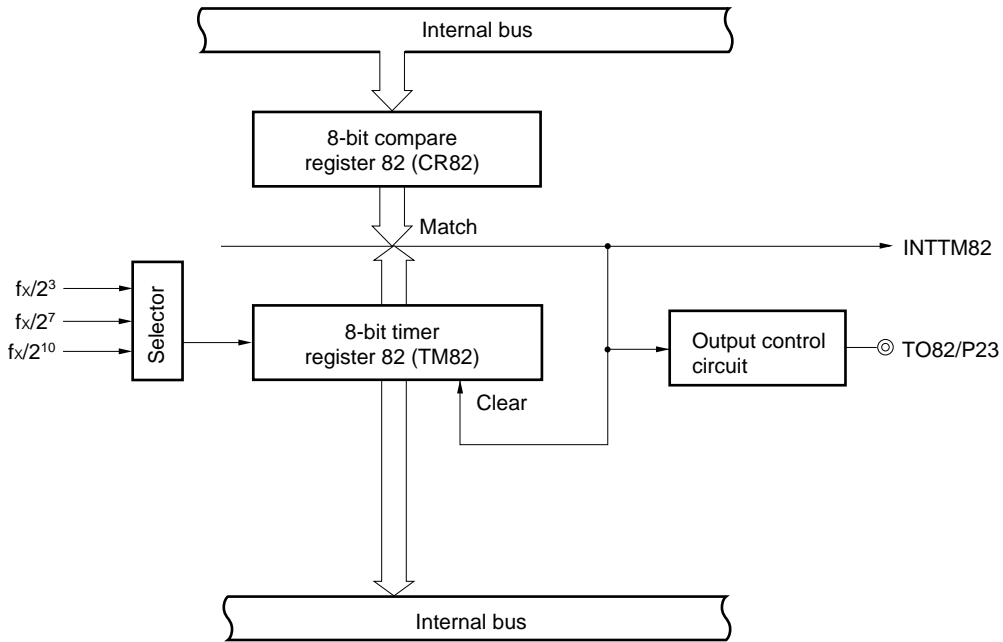 Internal bus
8-bit compare
register 82 (CR82)
Match
INTTM82
fX/2³
fX/2⁷
fX/2¹⁰
Selector
8-bit timer
register 82 (TM82)
Output control
circuit
TO82/P23
Clear
Internal bus